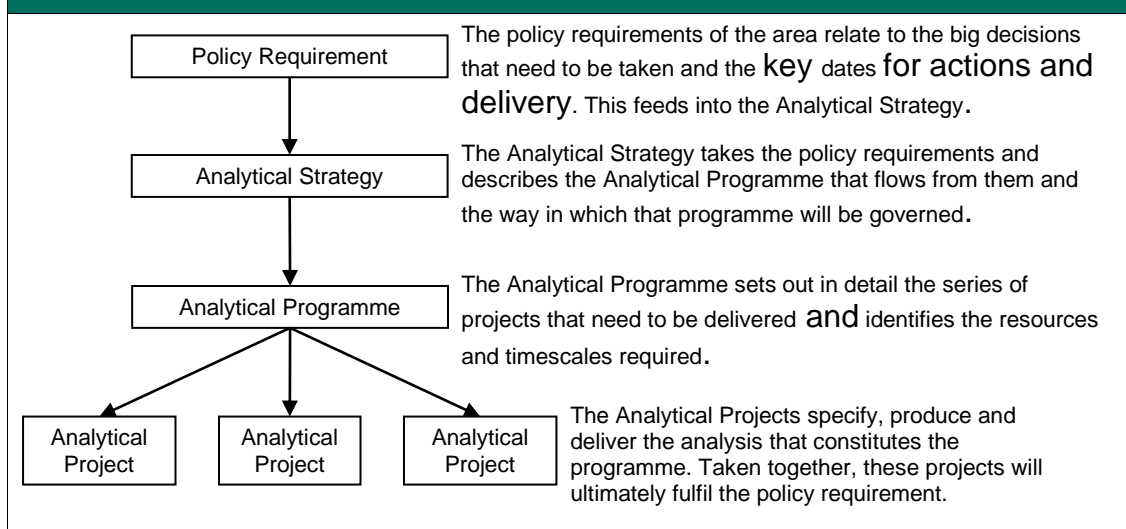 Policy Requirement
The policy requirements of the area relate to the big decisions
that need to be taken and the key dates for actions and
delivery. This feeds into the Analytical Strategy.
Analytical Strategy
The Analytical Strategy takes the policy requirements and
describes the Analytical Programme that flows from them and
the way in which that programme will be governed.
Analytical Programme
The Analytical Programme sets out in detail the series of
projects that need to be delivered and identifies the resources
and timescales required.
Analytical
Project
Analytical
Project
Analytical
Project
The Analytical Projects specify, produce and
deliver the analysis that constitutes the
programme. Taken together, these projects will
ultimately fulfil the policy requirement.